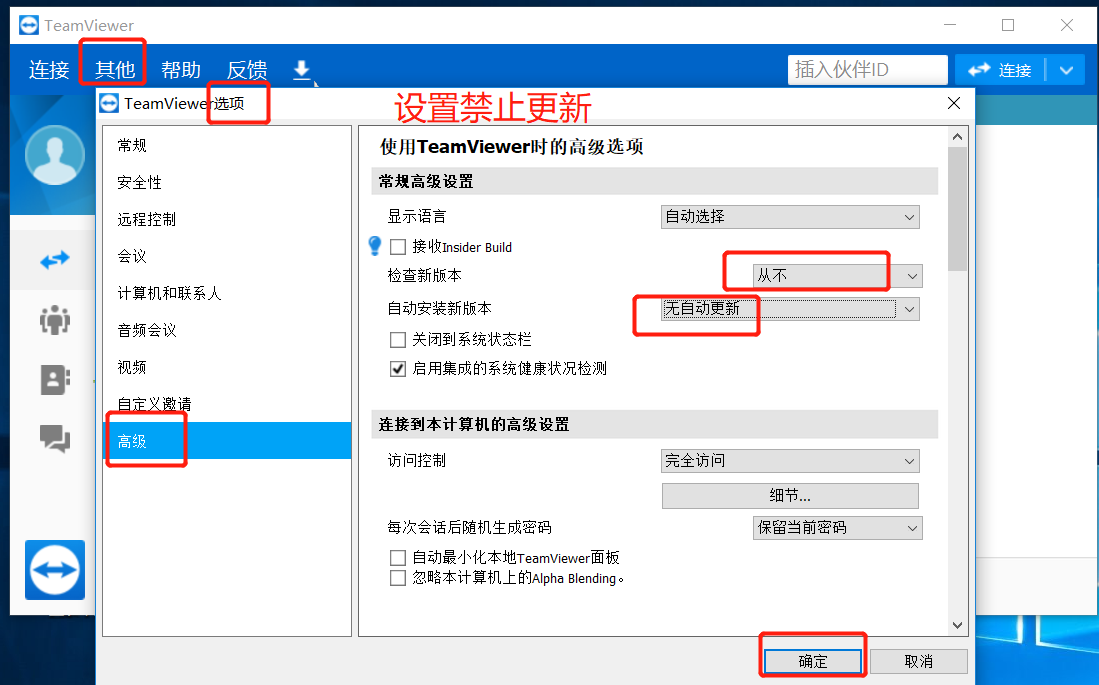 TeamViewer
连接 其他 帮助 反馈 插入伙伴ID 连接
TeamViewer选项
设置禁止更新
常规
安全性
远程控制
会议
计算机和联系人
音频会议
视频
自定义邀请
高级
使用TeamViewer时的高级选项
常规高级设置
显示语言 自动选择
接收Insider Build
检查新版本 从不
自动安装新版本 无自动更新
关闭到系统状态栏
启用集成的系统健康状况检测
连接到本计算机的高级设置
访问控制 完全访问
细节...
每次会话后随机生成密码 保留当前密码
自动最小化本地TeamViewer面板
忽略本计算机上的Alpha Blending。
确定 取消